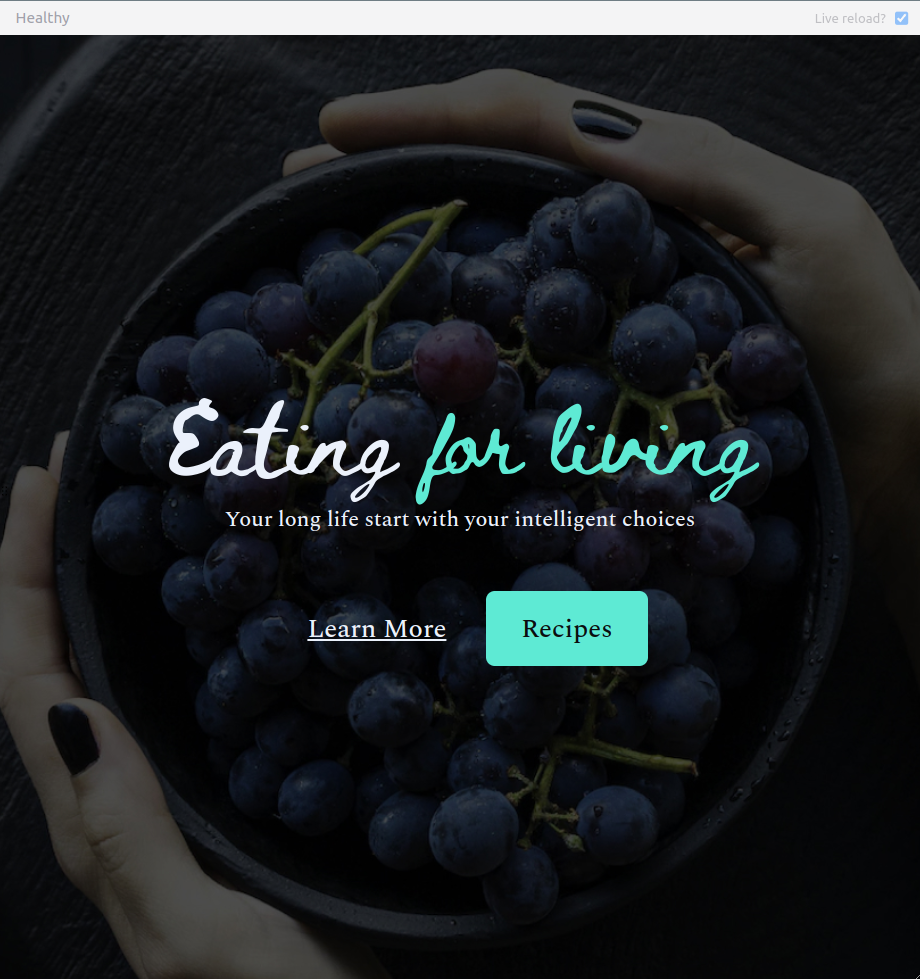 Healthy
Live reload?
Eating for living
Your long life start with your intelligent choices
Learn More
Recipes